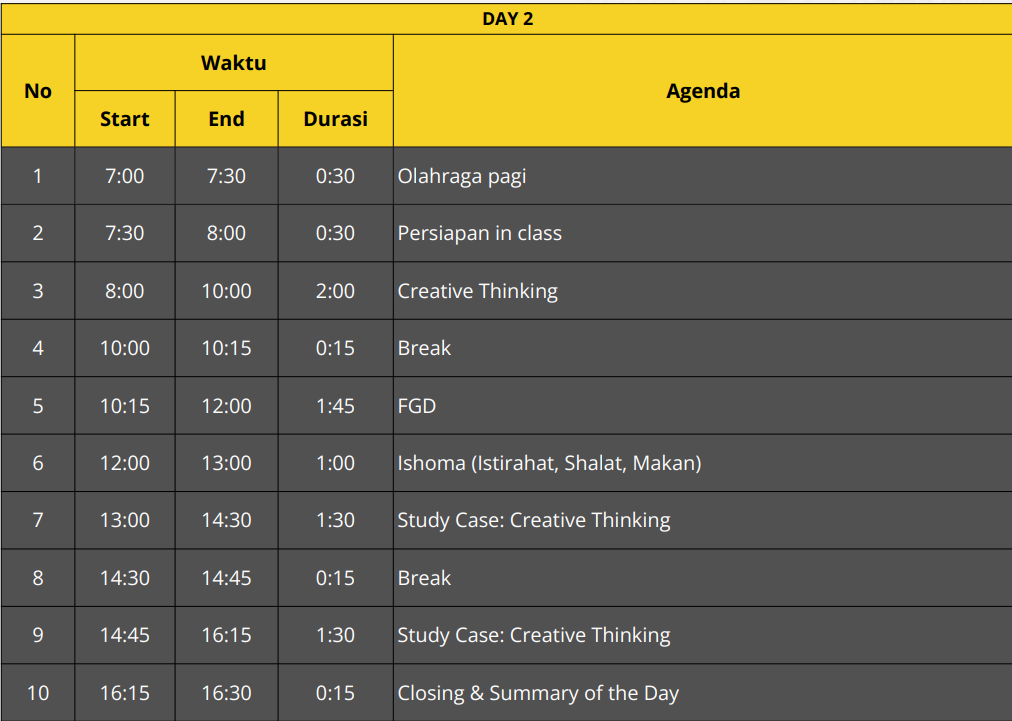 DAY 2
No Waktu Agenda
Start End Durasi
1 7:00 7:30 0:30 Olahraga pagi
2 7:30 8:00 0:30 Persiapan in class
3 8:00 10:00 2:00 Creative Thinking
4 10:00 10:15 0:15 Break
5 10:15 12:00 1:45 FGD
6 12:00 13:00 1:00 Ishoma (Istirahat, Shalat, Makan)
7 13:00 14:30 1:30 Study Case: Creative Thinking
8 14:30 14:45 0:15 Break
9 14:45 16:15 1:30 Study Case: Creative Thinking
10 16:15 16:30 0:15 Closing & Summary of the Day